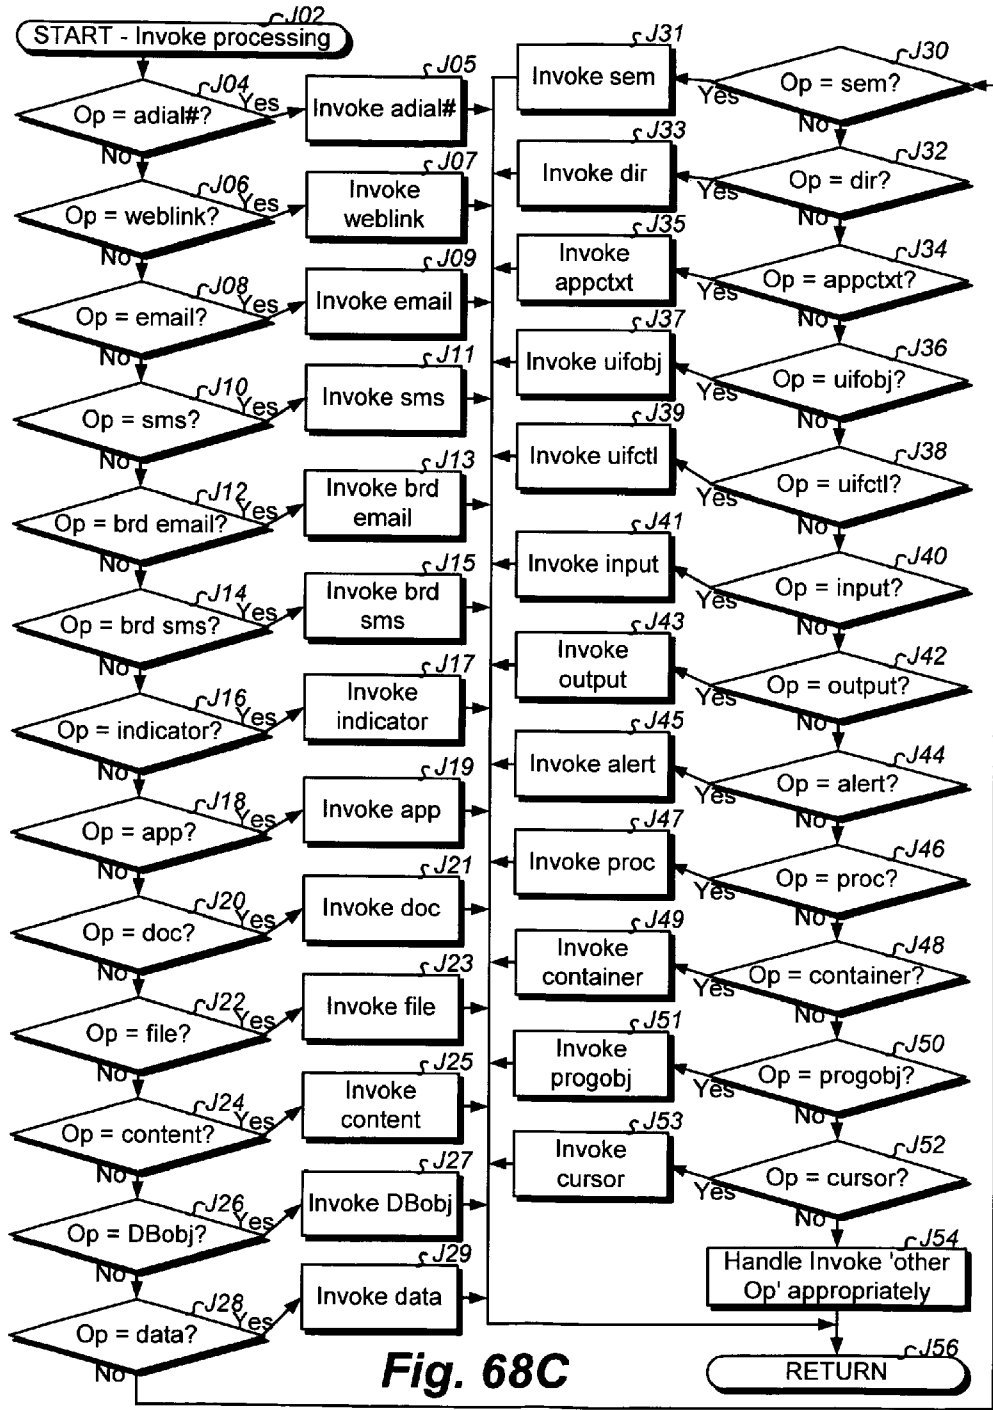 J02
START - Invoke processing
J04
Op = adial#?
Yes
No
J05
Invoke adial#
J06
Op = weblink?
Yes
No
J07
Invoke
weblink
J08
Op = email?
Yes
No
J09
Invoke email
J10
Op = sms?
Yes
No
J11
Invoke sms
J12
Op = brd email?
Yes
No
J13
Invoke brd
email
J14
Op = brd sms?
Yes
No
J15
Invoke brd
sms
J16
Op = indicator?
Yes
No
J17
Invoke
indicator
J18
Op = app?
Yes
No
J19
Invoke app
J20
Op = doc?
Yes
No
J21
Invoke doc
J22
Op = file?
Yes
No
J23
Invoke file
J24
Op = content?
Yes
No
J25
Invoke
content
J26
Op = DBobj?
Yes
No
J27
Invoke DBobj
J28
Op = data?
Yes
No
J29
Invoke data
J30
Op = sem?
Yes
No
J31
Invoke sem
J32
Op = dir?
Yes
No
J33
Invoke dir
J34
Op = appctxt?
Yes
No
J35
Invoke
appctxt
J36
Op = uifobj?
Yes
No
J37
Invoke uifobj
J38
Op = uifctl?
Yes
No
J39
Invoke uifctl
J40
Op = input?
Yes
No
J41
Invoke input
J42
Op = output?
Yes
No
J43
Invoke
output
J44
Op = alert?
Yes
No
J45
Invoke alert
J46
Op = proc?
Yes
No
J47
Invoke proc
J48
Op = container?
Yes
No
J49
Invoke
container
J50
Op = progobj?
Yes
No
J51
Invoke
progobj
J52
Op = cursor?
Yes
No
J53
Invoke
cursor
J54
Handle Invoke 'other
Op' appropriately
J56
RETURN
Fig. 68C